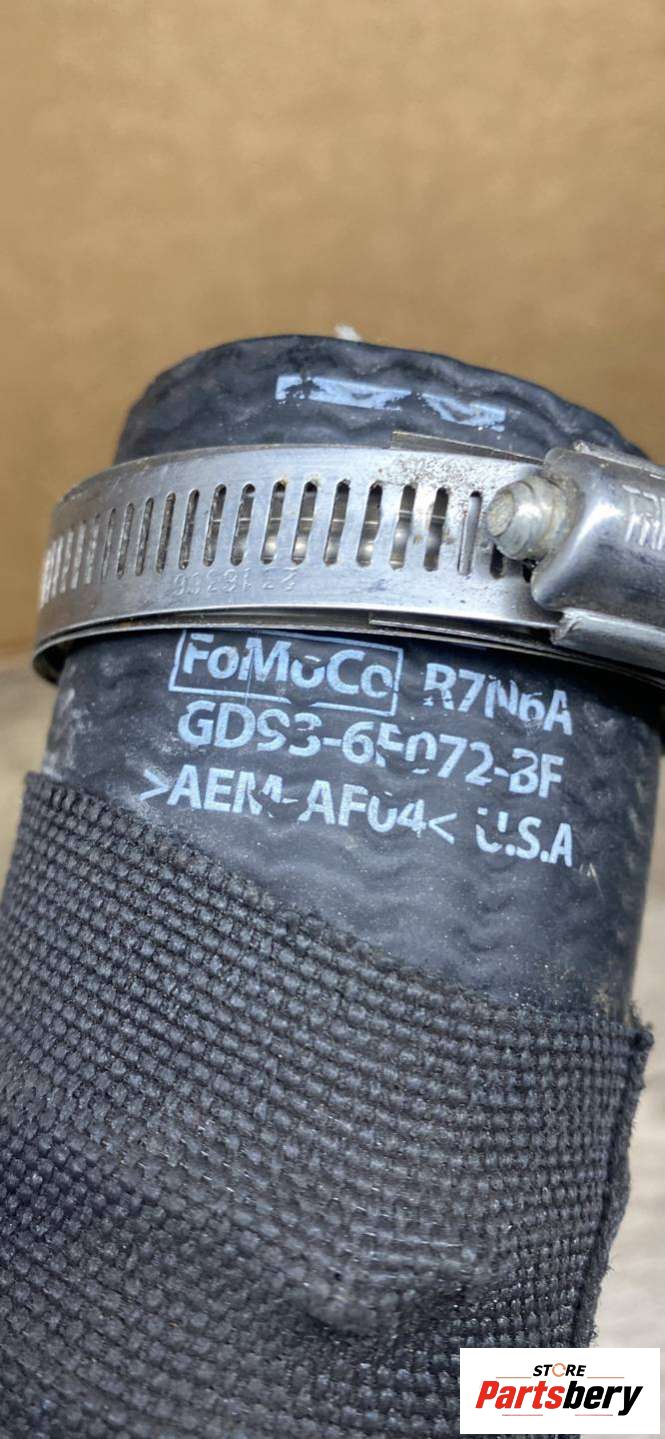 FoMoCo R7N6A
GDS3-6F072-BF
>AEM-AF04< U.S.A
STORE
Partsbery